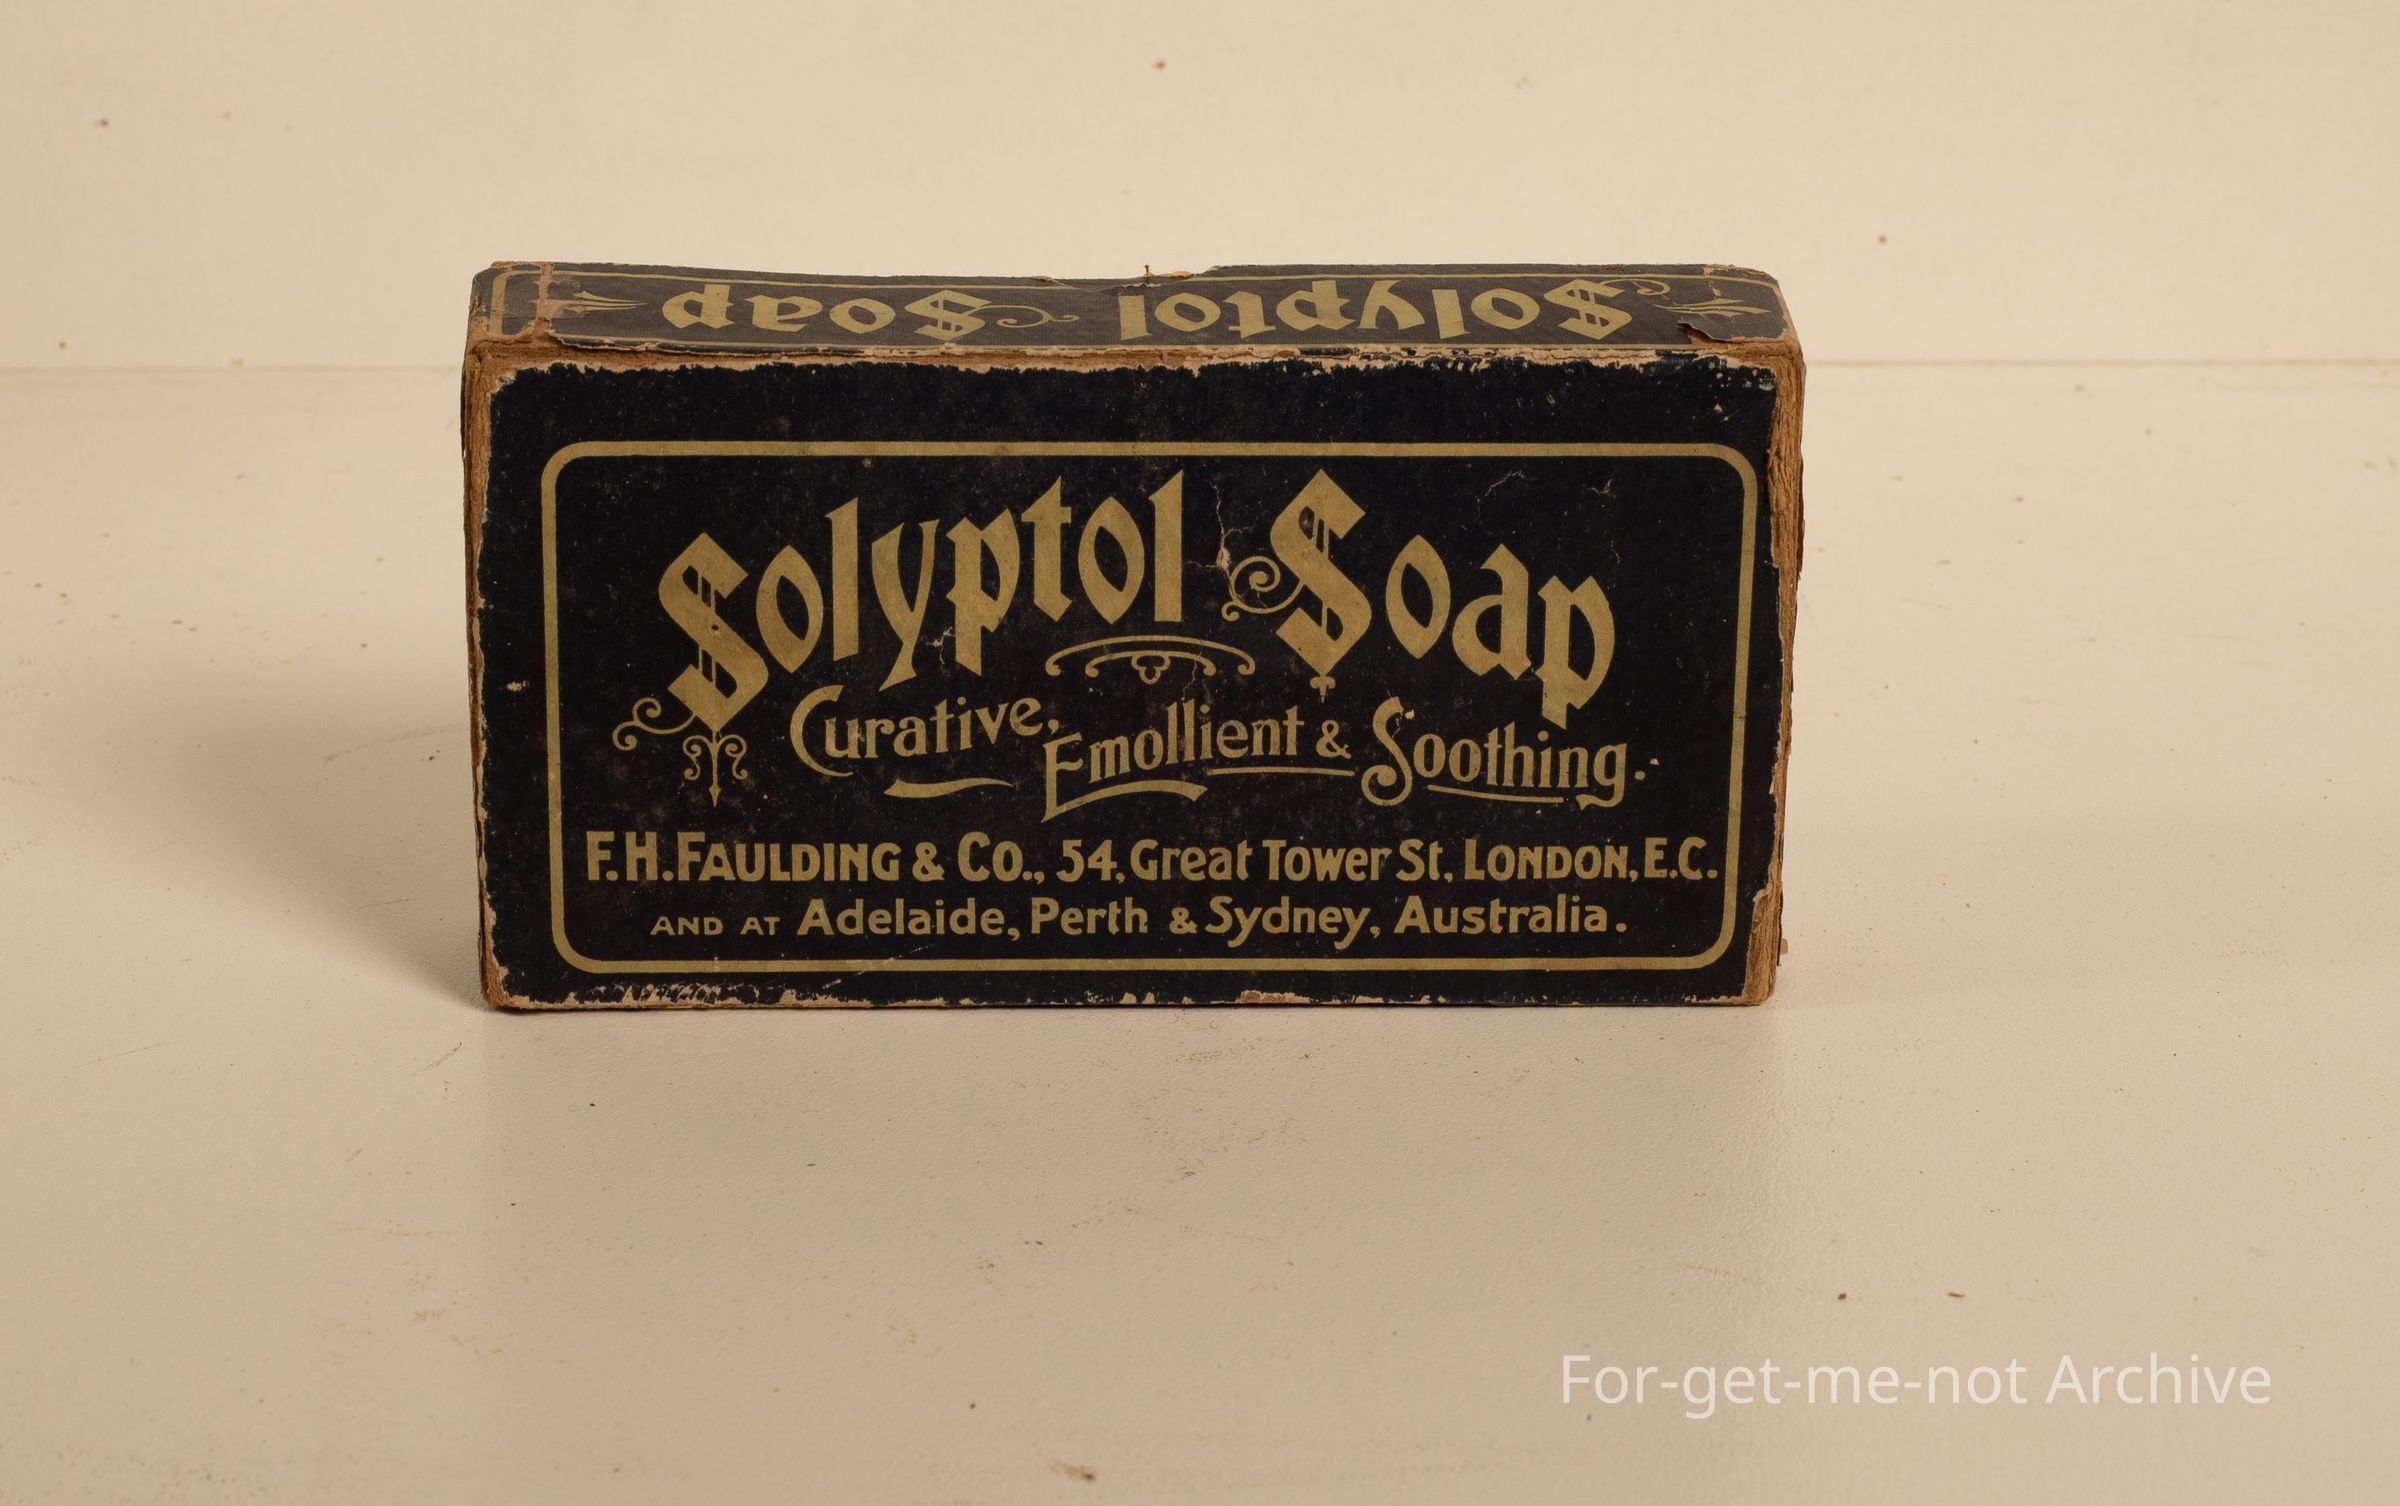 Solyptol Soap
Solyptol Soap
Curative, Emollient & Soothing.
F.H. FAULDING & Co., 54, Great Tower St, LONDON, E.C.
AND AT Adelaide, Perth & Sydney, Australia.
For-get-me-not Archive